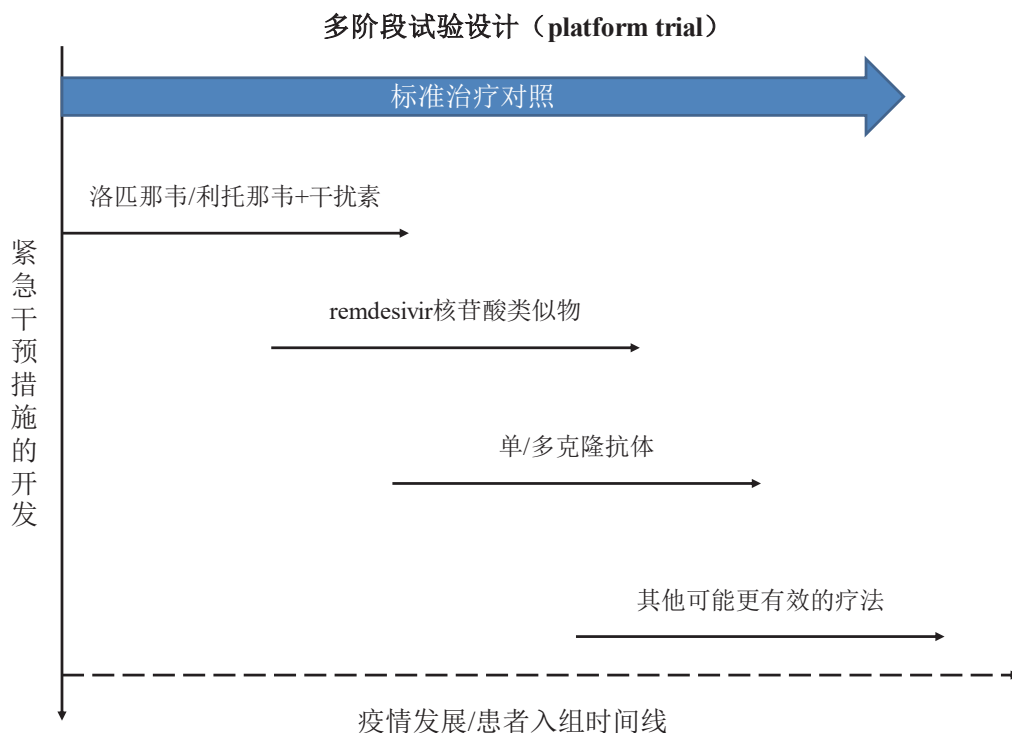 多阶段试验设计（platform trial）
标准治疗对照
洛匹那韦/利托那韦+干扰素
remdesivir核苷酸类似物
单/多克隆抗体
其他可能更有效的疗法
紧急干预措施的开发
疫情发展/患者入组时间线